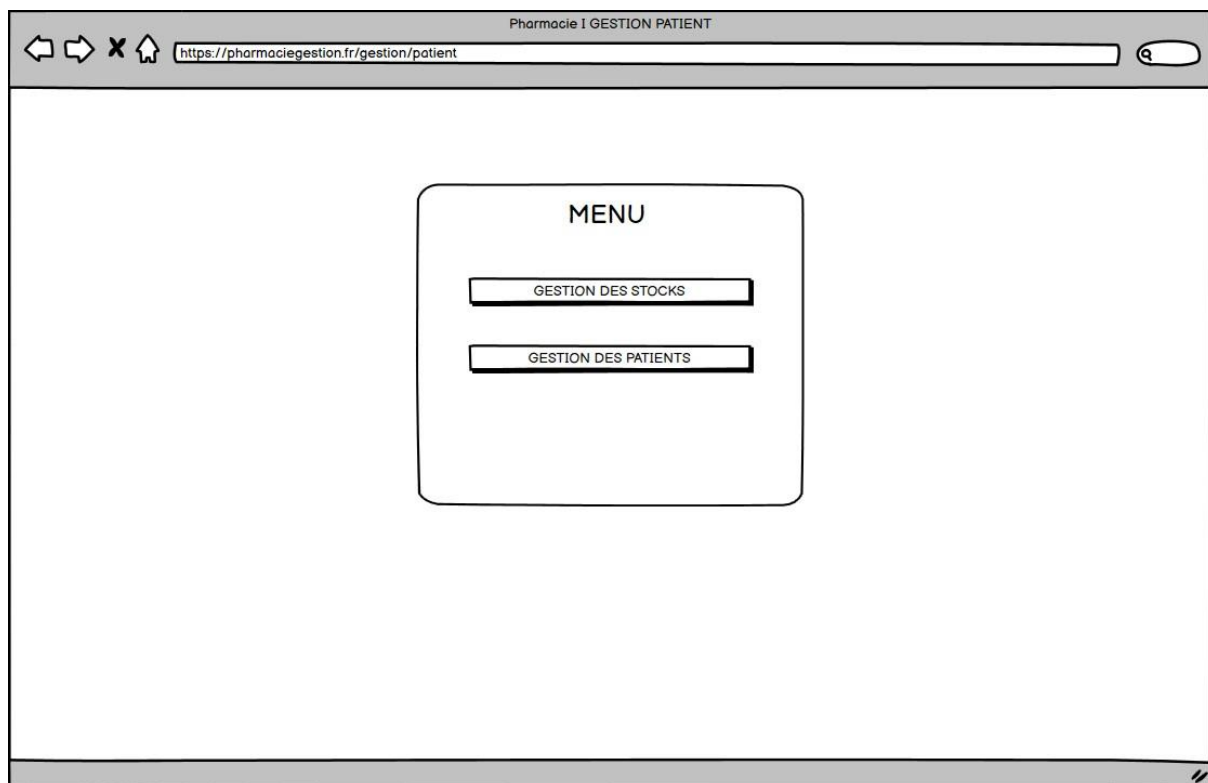 Pharmacie I GESTION PATIENT
https://pharmaciegestion.fr/gestion/patient
MENU
GESTION DES STOCKS
GESTION DES PATIENTS